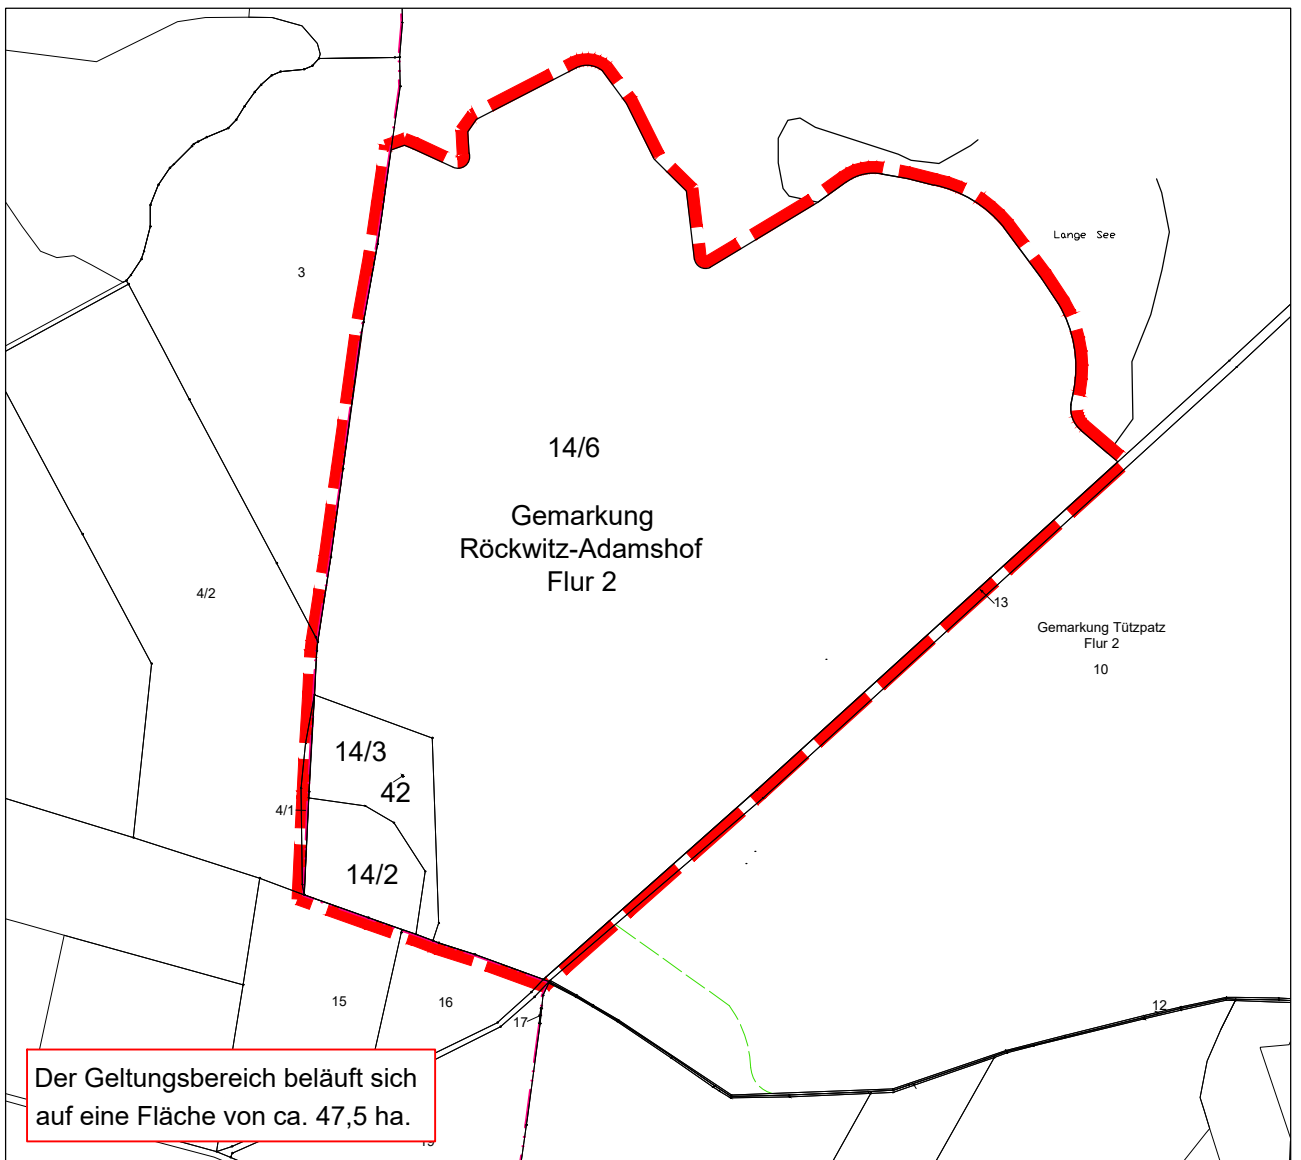 Lange See
3
14/6
Gemarkung
Röckwitz-Adamshof
Flur 2
4/2
13
Gemarkung Tützpatz
Flur 2
10
14/3
42
4/1
14/2
15
16
17
12
Der Geltungsbereich beläuft sich
auf eine Fläche von ca. 47,5 ha.